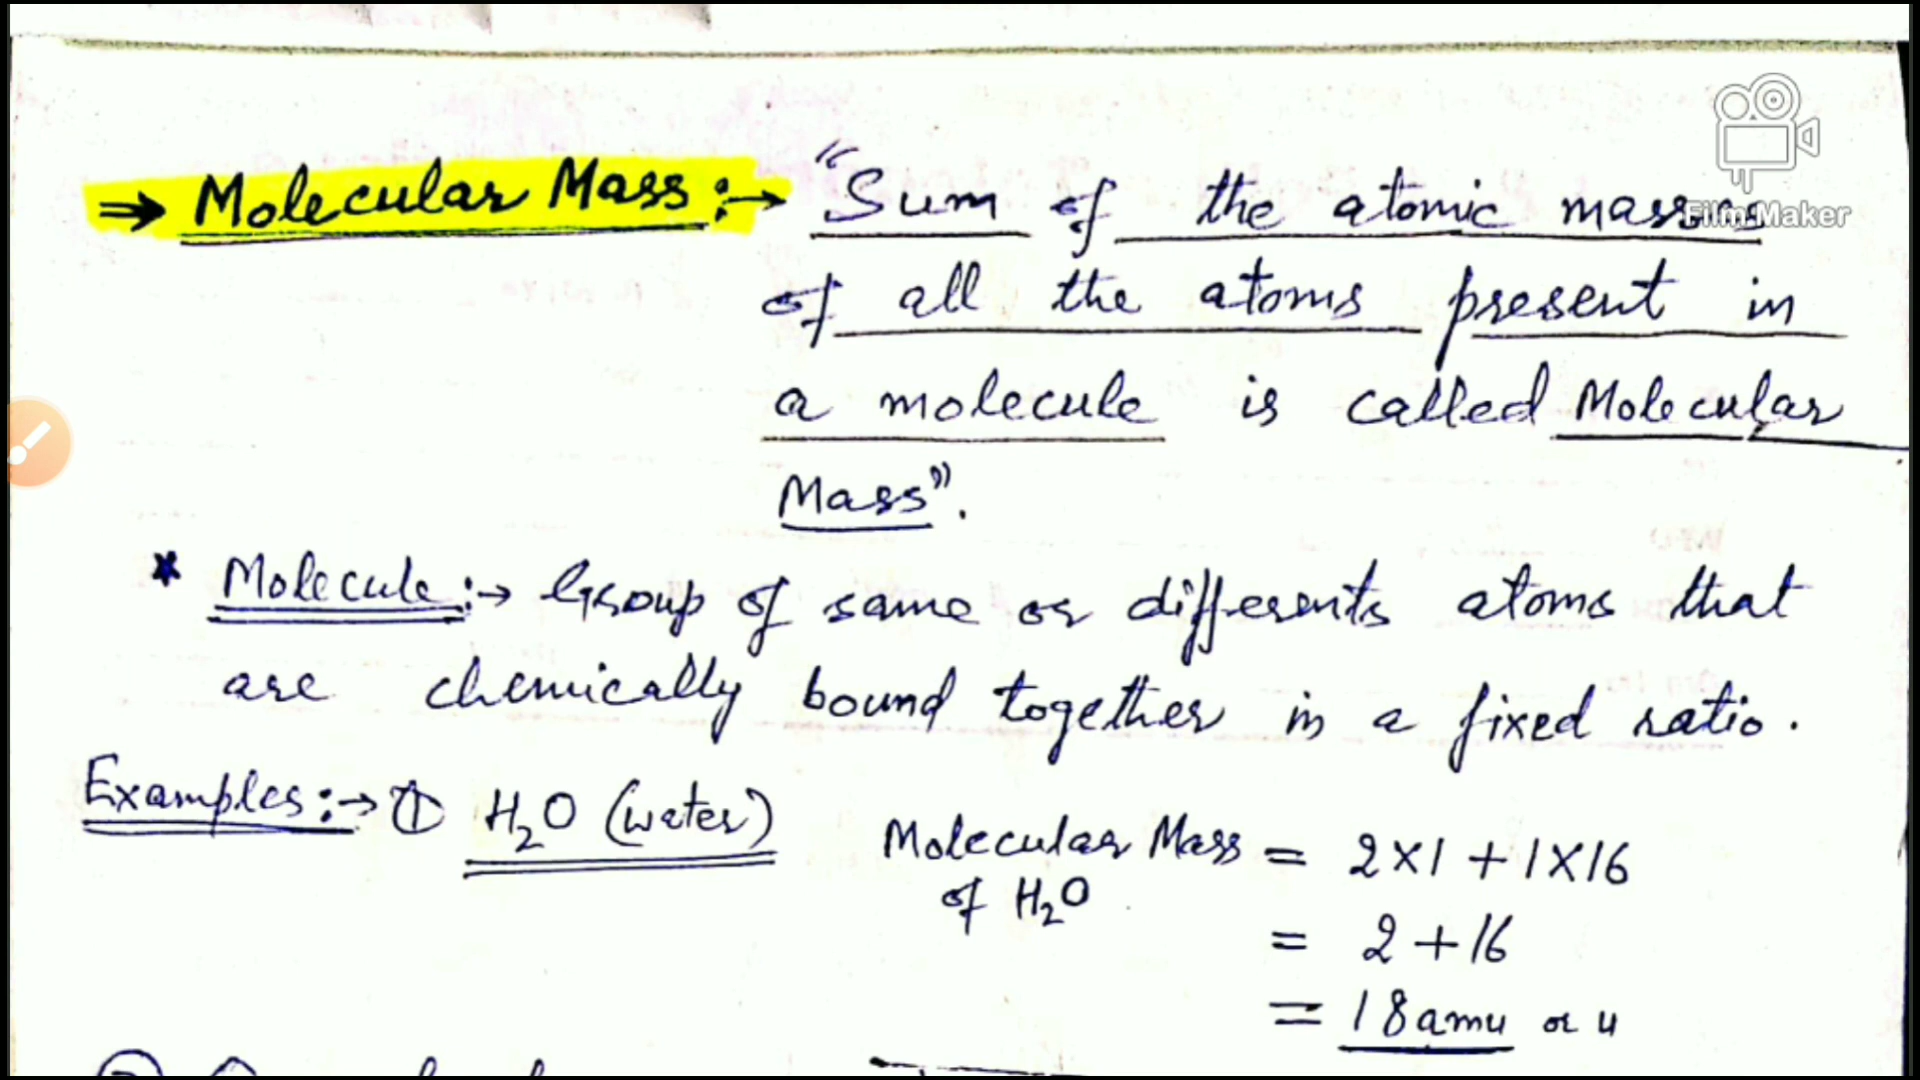 ⇒ Molecular Mass :→ "Sum of the atomic masses
Film Maker
of all the atoms present in
a molecule is called Molecular
Mass".
* Molecule :→ Group of same or differents atoms that
are chemically bound together in a fixed ratio.
Examples :→ ① H₂O (water) Molecular Mass = 2×1 + 1×16
of H₂O
= 2 + 16
= 18 amu or u